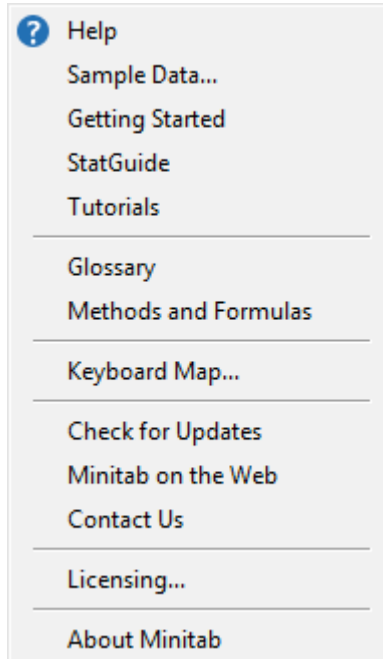 Help
Sample Data...
Getting Started
StatGuide
Tutorials
Glossary
Methods and Formulas
Keyboard Map...
Check for Updates
Minitab on the Web
Contact Us
Licensing...
About Minitab